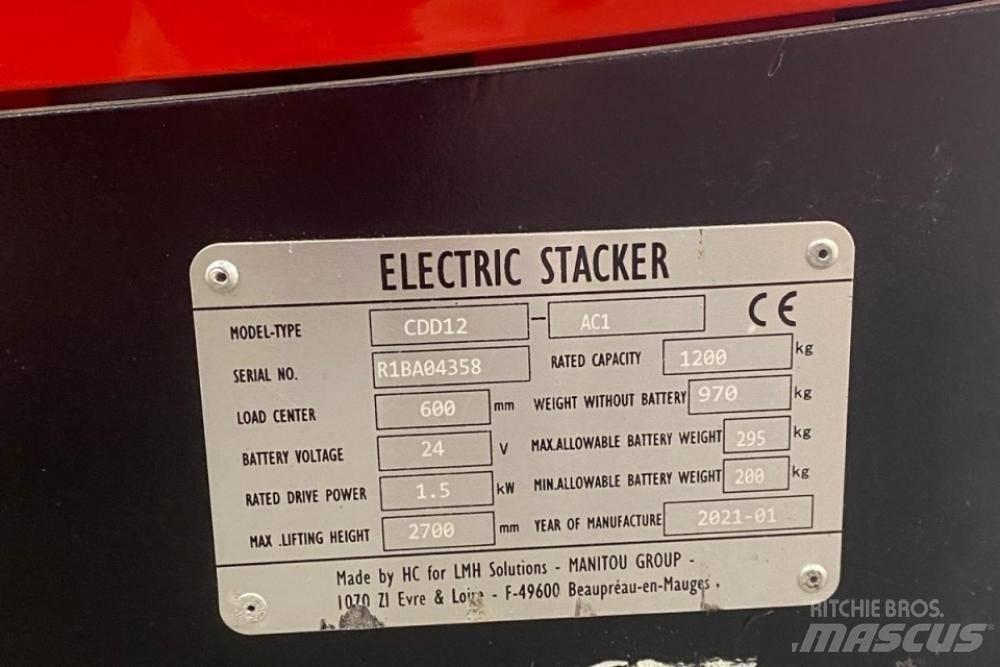 ELECTRIC STACKER
MODEL-TYPE CDD12 - AC1 CE
SERIAL NO. R1BA04358 RATED CAPACITY 1200 kg
LOAD CENTER 600 mm WEIGHT WITHOUT BATTERY 970 kg
BATTERY VOLTAGE 24 V MAX.ALLOWABLE BATTERY WEIGHT 295 kg
RATED DRIVE POWER 1.5 kW MIN.ALLOWABLE BATTERY WEIGHT 200 kg
MAX .LIFTING HEIGHT 2700 mm YEAR OF MANUFACTURE 2021-01
Made by HC for LMH Solutions - MANITOU GROUP -
1070 ZI Evre & Loire - F-49600 Beaupréau-en-Mauges .
RITCHIE BROS.
MASCUS